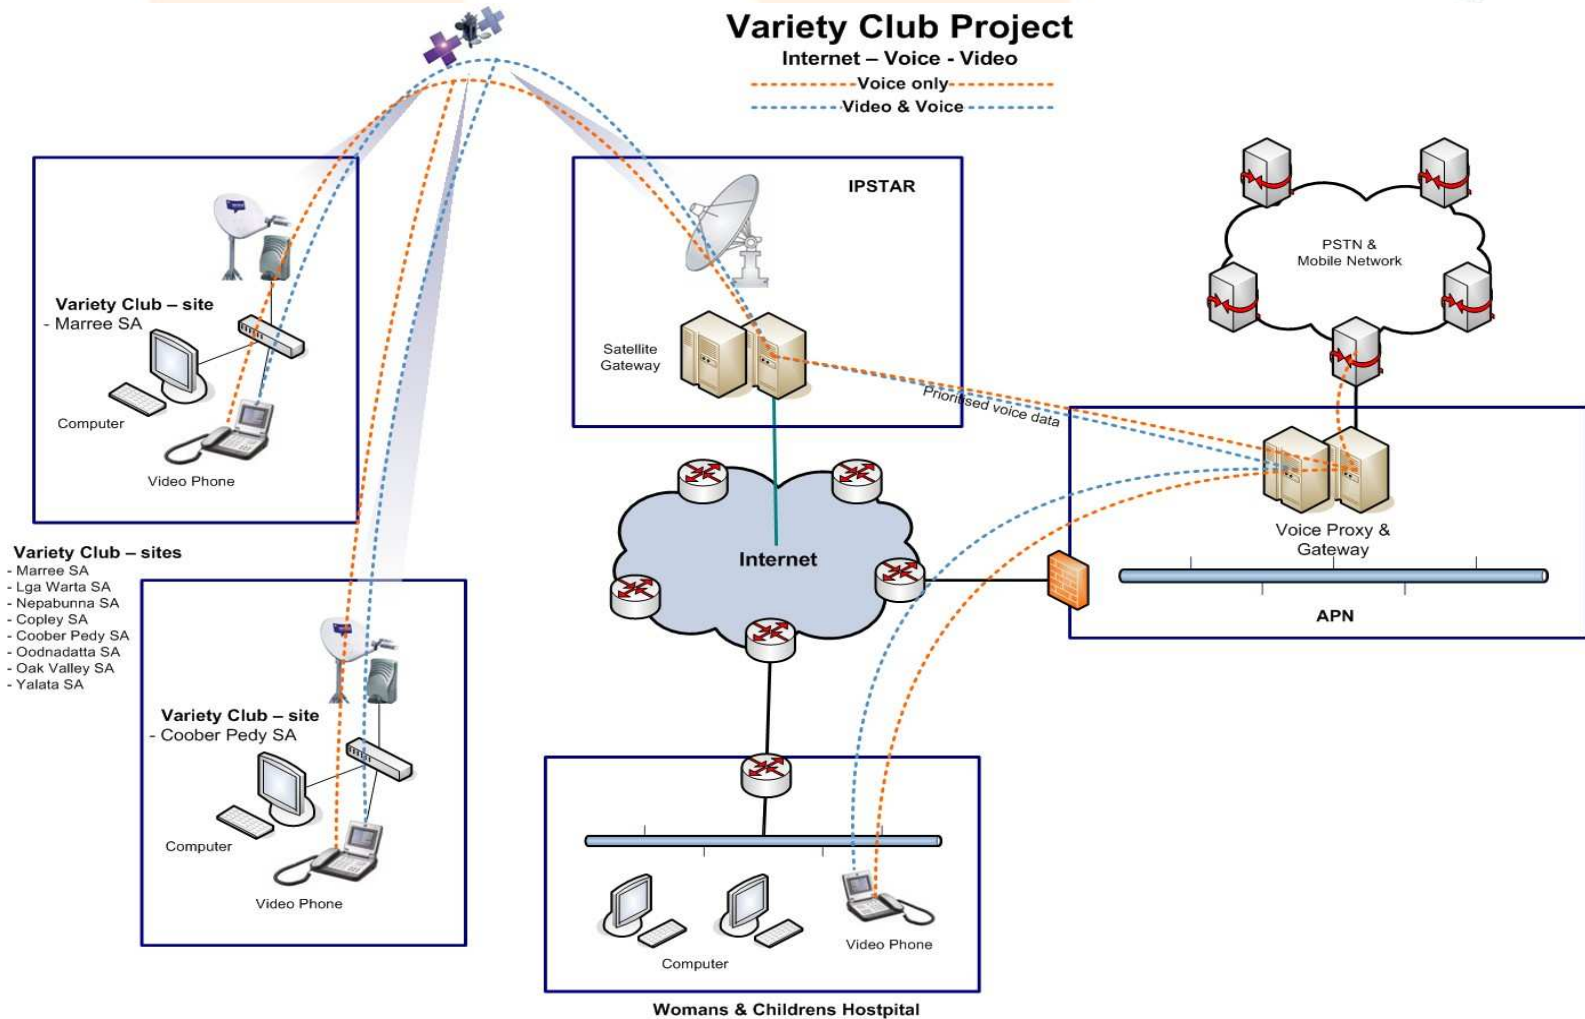 Variety Club Project
Internet – Voice - Video
Voice only
Video & Voice
IPSTAR
PSTN &
Mobile Network
Variety Club – site
- Marree SA
Computer
Video Phone
Satellite
Gateway
Prioritised voice data
Voice Proxy &
Gateway
APN
Internet
Variety Club – sites
- Marree SA
- Lga Warta SA
- Nepabunna SA
- Copley SA
- Coober Pedy SA
- Oodnadatta SA
- Oak Valley SA
- Yalata SA
Variety Club – site
- Coober Pedy SA
Computer
Video Phone
Computer
Video Phone
Womans & Childrens Hostpital